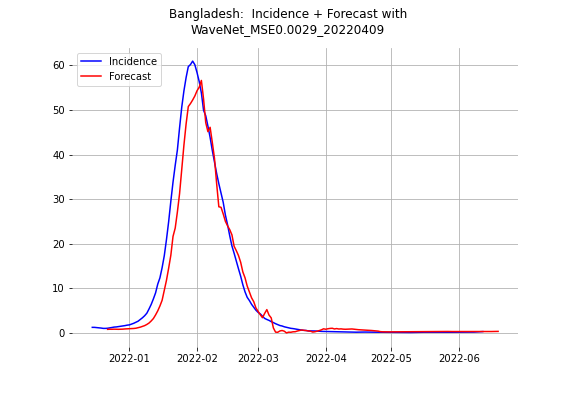 Bangladesh:  Incidence + Forecast with
WaveNet_MSE0.0029_20220409
Incidence
Forecast
60
50
40
30
20
10
0
2022-01 2022-02 2022-03 2022-04 2022-05 2022-06